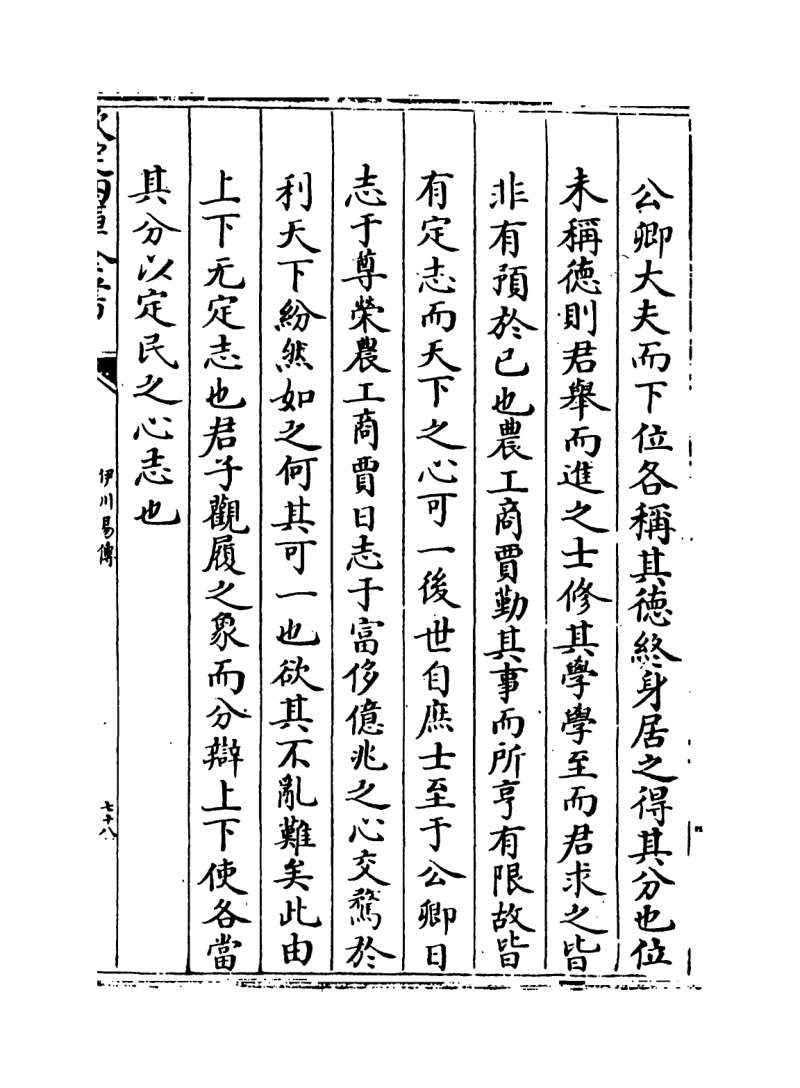 公卿大夫而下位各稱其德終身居之得其分也位
未稱德則君舉而進之士修其學學至而君求之皆
非有預於己也農工商賈勤其事而所亨有限故皆
有定志而天下之心可一後世自庶士至于公卿日
志于尊榮農工商賈日志于富侈億兆之心交騖於
利天下紛然如之何其可一也欲其不亂難矣此由
上下无定志也君子觀履之象而分辯上下使各當
其分以定民之心志也
欽定四庫全書
伊川易傳
七十八